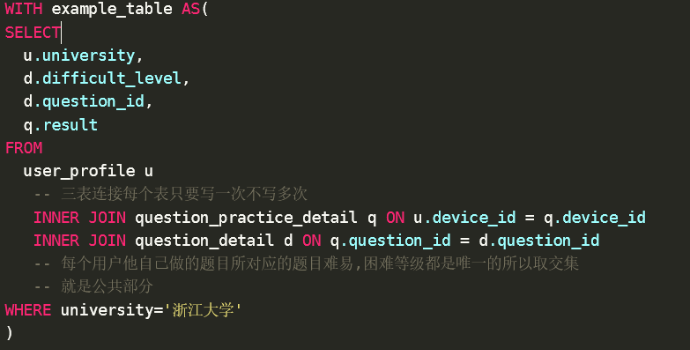 WITH example_table AS(
SELECT
u.university,
d.difficult_level,
d.question_id,
q.result
FROM
user_profile u
-- 三表连接每个表只要写一次不写多次
INNER JOIN question_practice_detail q ON u.device_id = q.device_id
INNER JOIN question_detail d ON q.question_id = d.question_id
-- 每个用户他自己做的题目所对应的题目难易,困难等级都是唯一的所以取交集
-- 就是公共部分
WHERE university='浙江大学'
)